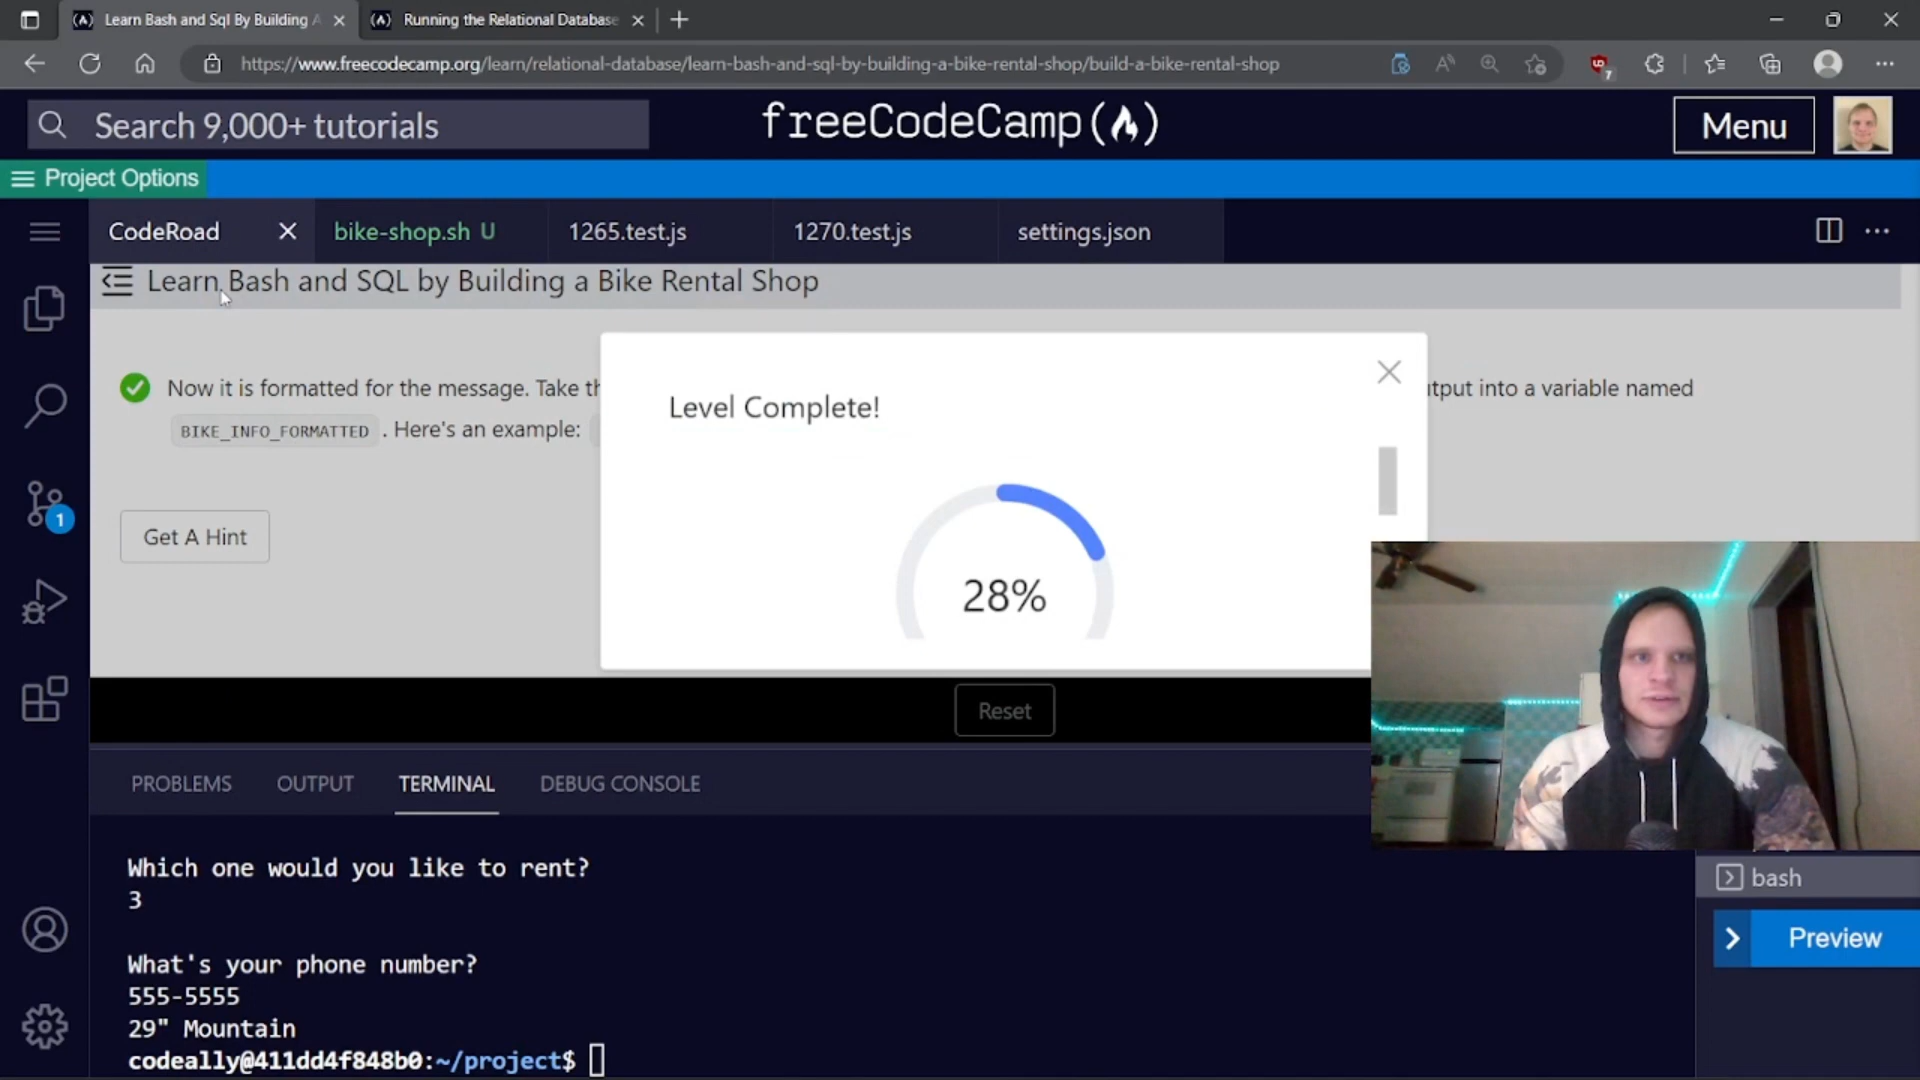 Learn Bash and Sql By Building A
Running the Relational Database
https://www.freecodecamp.org/learn/relational-database/learn-bash-and-sql-by-building-a-bike-rental-shop/build-a-bike-rental-shop
7
Search 9,000+ tutorials
freeCodeCamp
Menu
Project Options
CodeRoad
bike-shop.sh U
1265.test.js
1270.test.js
settings.json
Learn Bash and SQL by Building a Bike Rental Shop
Now it is formatted for the message. Take th
utput into a variable named
BIKE_INFO_FORMATTED . Here's an example:
Level Complete!
28%
Get A Hint
1
Reset
PROBLEMS OUTPUT TERMINAL DEBUG CONSOLE
Which one would you like to rent?
3
What's your phone number?
555-5555
29" Mountain
codeally@411dd4f848b0:~/project$
bash
Preview